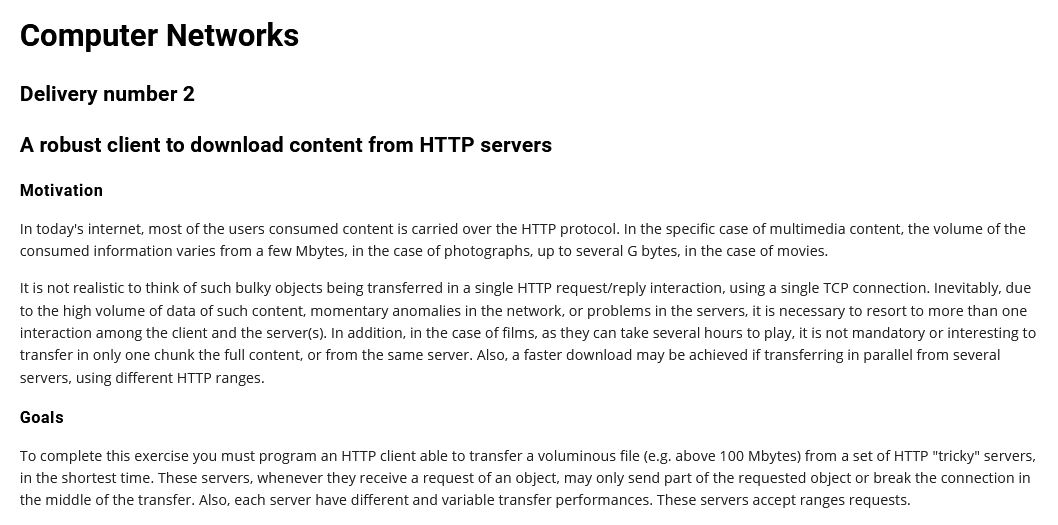 Computer Networks
Delivery number 2
A robust client to download content from HTTP servers
Motivation
In today's internet, most of the users consumed content is carried over the HTTP protocol. In the specific case of multimedia content, the volume of the
consumed information varies from a few Mbytes, in the case of photographs, up to several G bytes, in the case of movies.
It is not realistic to think of such bulky objects being transferred in a single HTTP request/reply interaction, using a single TCP connection. Inevitably, due
to the high volume of data of such content, momentary anomalies in the network, or problems in the servers, it is necessary to resort to more than one
interaction among the client and the server(s). In addition, in the case of films, as they can take several hours to play, it is not mandatory or interesting to
transfer in only one chunk the full content, or from the same server. Also, a faster download may be achieved if transferring in parallel from several
servers, using different HTTP ranges.
Goals
To complete this exercise you must program an HTTP client able to transfer a voluminous file (e.g. above 100 Mbytes) from a set of HTTP "tricky" servers,
in the shortest time. These servers, whenever they receive a request of an object, may only send part of the requested object or break the connection in
the middle of the transfer. Also, each server have different and variable transfer performances. These servers accept ranges requests.